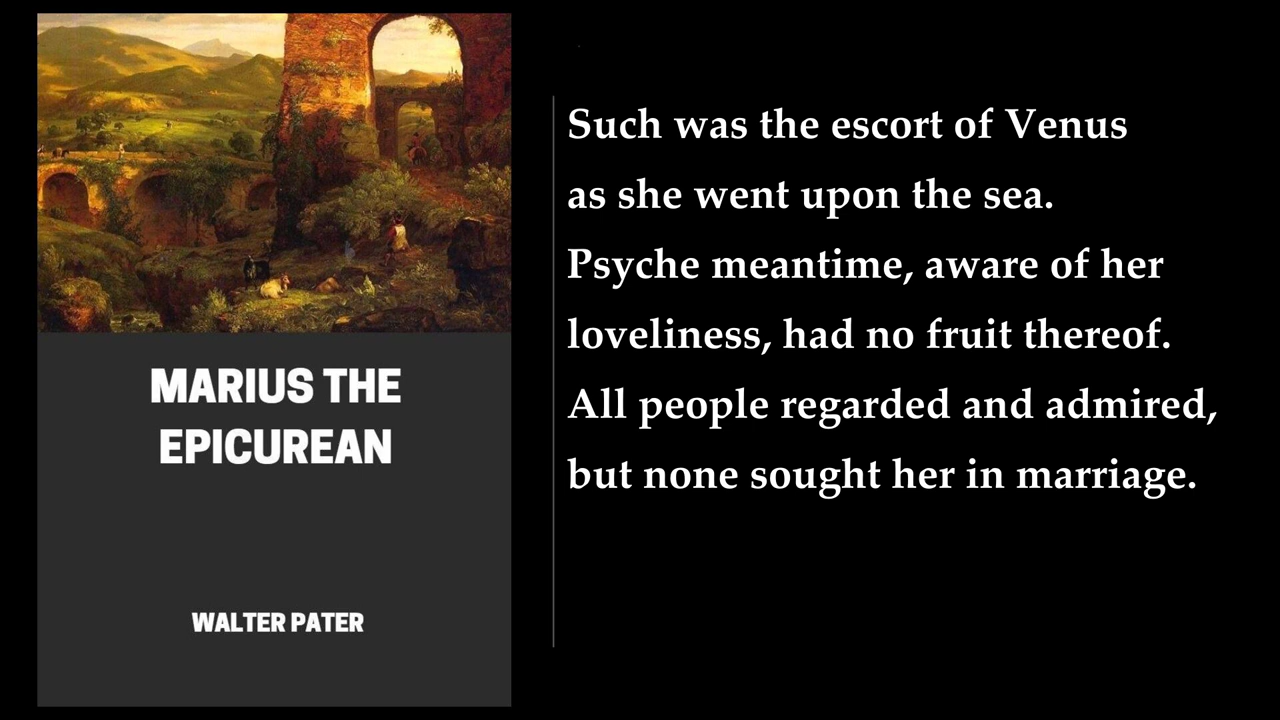 MARIUS THE
EPICUREAN
WALTER PATER
Such was the escort of Venus
as she went upon the sea.
Psyche meantime, aware of her
loveliness, had no fruit thereof.
All people regarded and admired,
but none sought her in marriage.